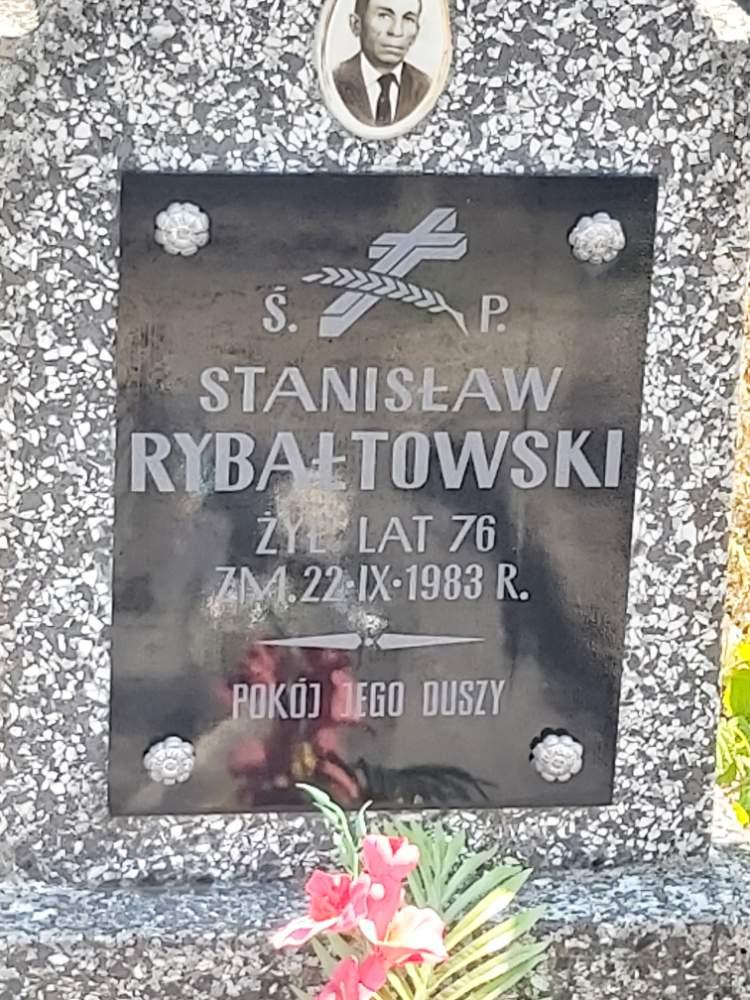 Ś. P.
STANISŁAW
RYBAŁTOWSKI
ŻYŁ LAT 76
ZM. 22·IX·1983 R.
POKÓJ JEGO DUSZY